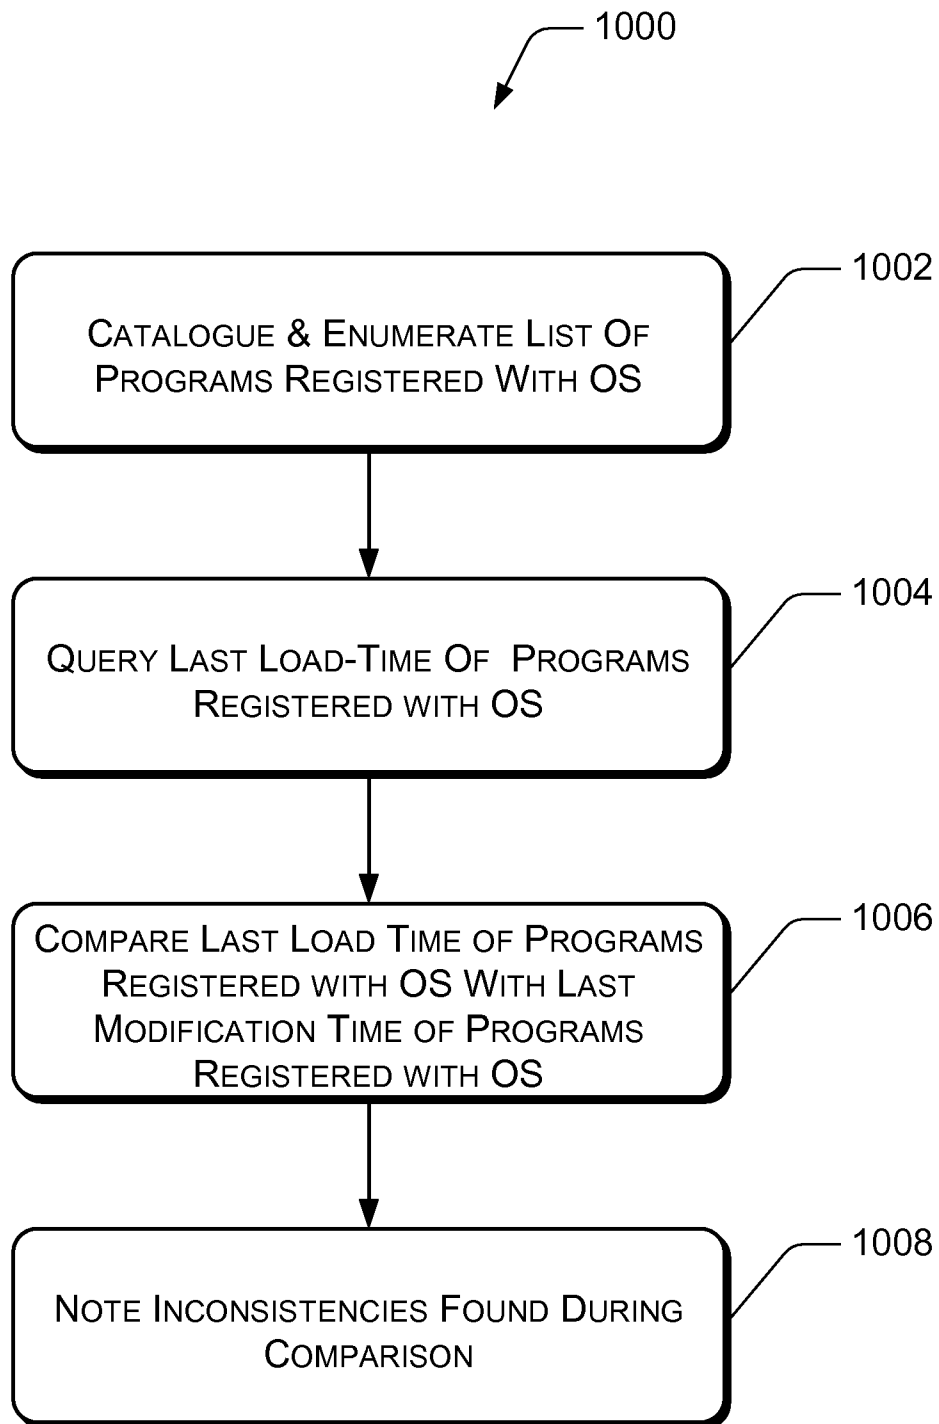 1000
1002
CATALOGUE & ENUMERATE LIST OF
PROGRAMS REGISTERED WITH OS
1004
QUERY LAST LOAD-TIME OF PROGRAMS
REGISTERED WITH OS
1006
COMPARE LAST LOAD TIME OF PROGRAMS
REGISTERED WITH OS WITH LAST
MODIFICATION TIME OF PROGRAMS
REGISTERED WITH OS
1008
NOTE INCONSISTENCIES FOUND DURING
COMPARISON